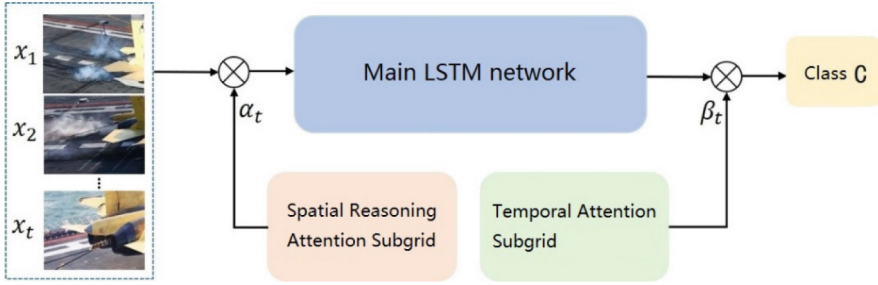 x₁
x₂
⋮
xₜ
αₜ
Main LSTM network
βₜ
Class C
Spatial Reasoning
Attention Subgrid
Temporal Attention
Subgrid